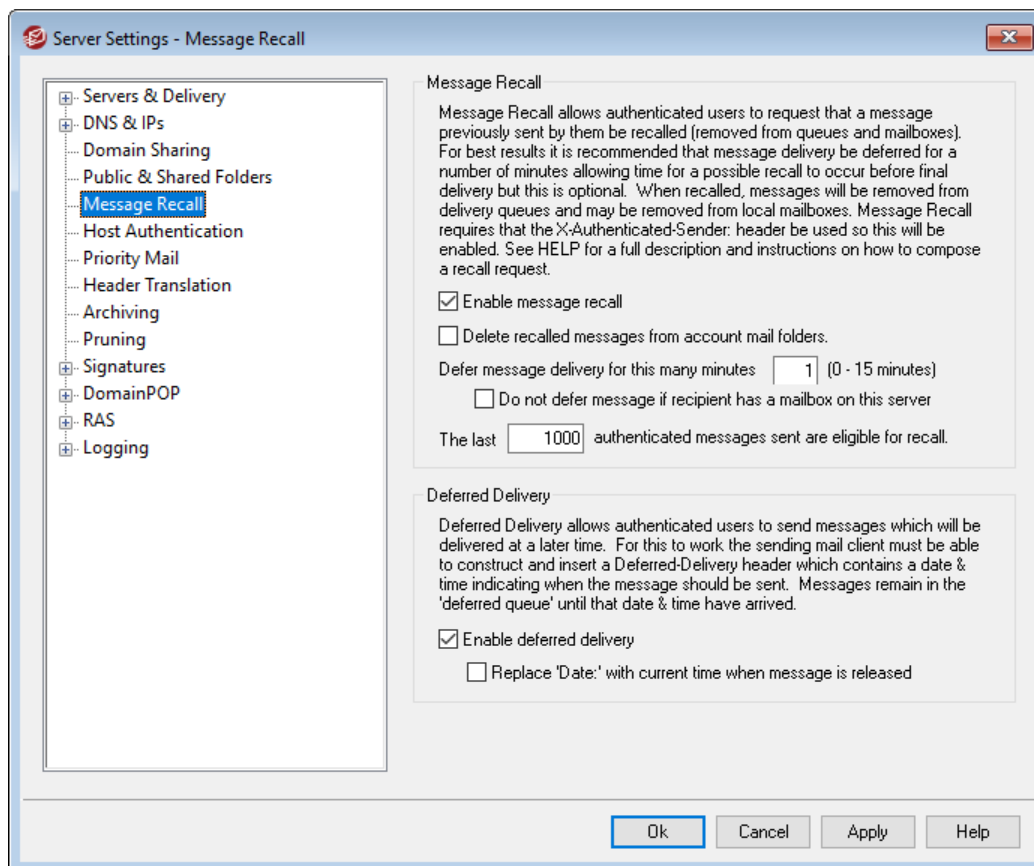 Server Settings - Message Recall
Servers & Delivery
DNS & IPs
Domain Sharing
Public & Shared Folders
Message Recall
Host Authentication
Priority Mail
Header Translation
Archiving
Pruning
Signatures
DomainPOP
RAS
Logging
Message Recall
Message Recall allows authenticated users to request that a message
previously sent by them be recalled (removed from queues and mailboxes).
For best results it is recommended that message delivery be deferred for a
number of minutes allowing time for a possible recall to occur before final
delivery but this is optional.  When recalled, messages will be removed from
delivery queues and may be removed from local mailboxes. Message Recall
requires that the X-Authenticated-Sender: header be used so this will be
enabled. See HELP for a full description and instructions on how to compose
a recall request.
Enable message recall
Delete recalled messages from account mail folders.
Defer message delivery for this many minutes 1 (0 - 15 minutes)
Do not defer message if recipient has a mailbox on this server
The last 1000 authenticated messages sent are eligible for recall.
Deferred Delivery
Deferred Delivery allows authenticated users to send messages which will be
delivered at a later time.  For this to work the sending mail client must be able
to construct and insert a Deferred-Delivery header which contains a date &
time indicating when the message should be sent.  Messages remain in the
'deferred queue' until that date & time have arrived.
Enable deferred delivery
Replace 'Date:' with current time when message is released
Ok Cancel Apply Help